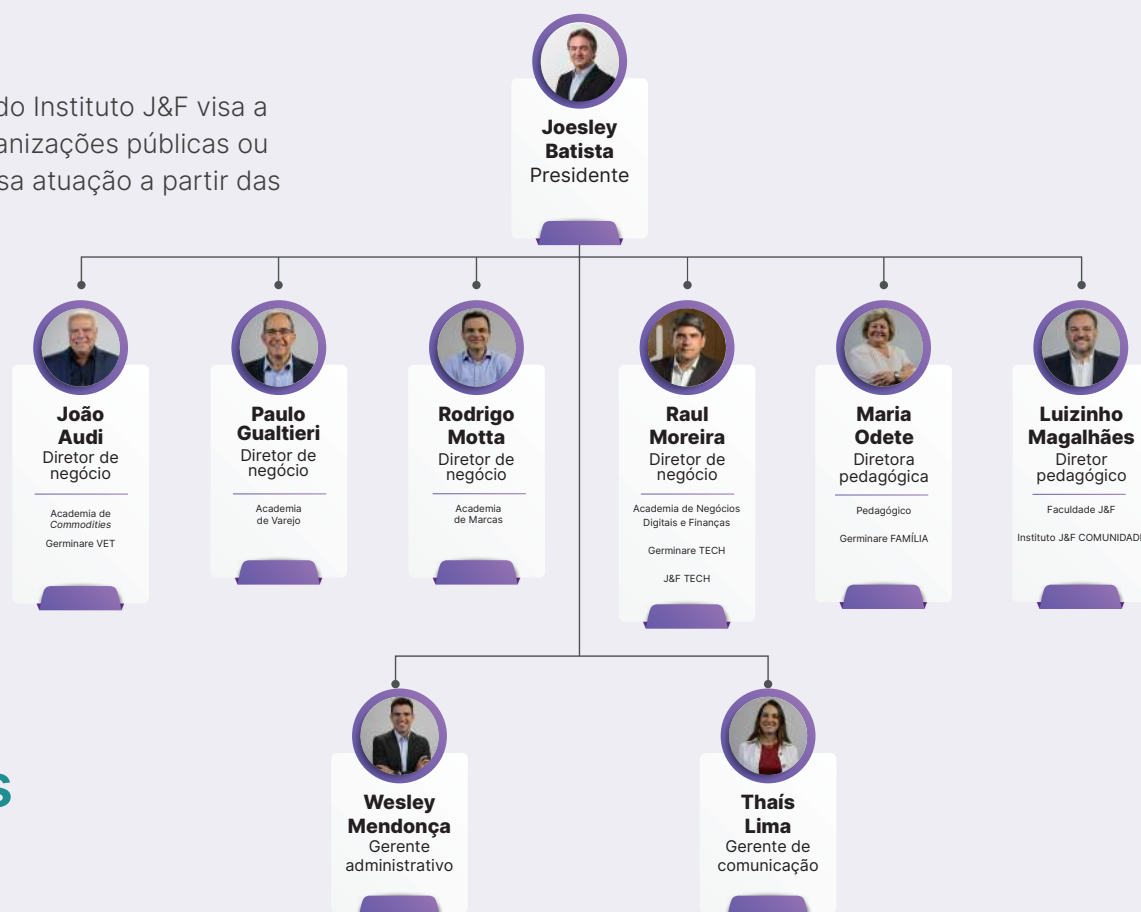 do Instituto J&F visa a
anizações públicas ou
sa atuação a partir das
Joesley
Batista
Presidente
João
Audi
Diretor de
negócio
Academia de
Commodities
Germinare VET
Paulo
Gualtieri
Diretor de
negócio
Academia
de Varejo
Rodrigo
Motta
Diretor de
negócio
Academia
de Marcas
Raul
Moreira
Diretor de
negócio
Academia de Negócios
Digitais e Finanças
Germinare TECH
J&F TECH
Maria
Odete
Diretora
pedagógica
Pedagógico
Germinare FAMÍLIA
Luizinho
Magalhães
Diretor
pedagógico
Faculdade J&F
Instituto J&F COMUNIDAD
s
Wesley
Mendonça
Gerente
administrativo
Thaís
Lima
Gerente de
comunicação